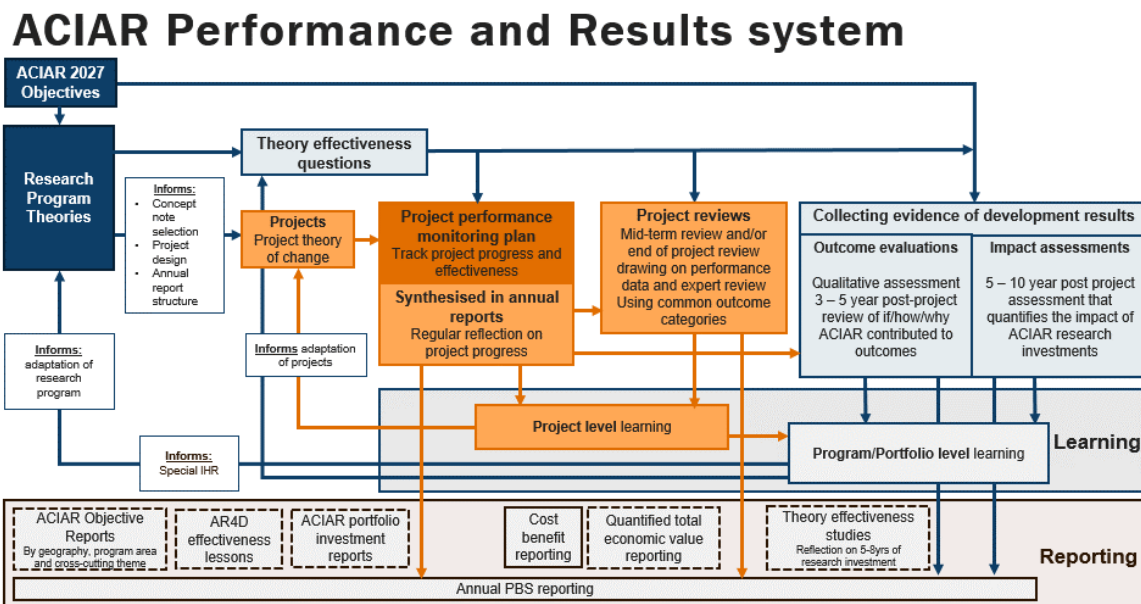 ACIAR Performance and Results system
ACIAR 2027
Objectives
Research
Program
Theories
Informs:
• Concept
note
selection
• Project
design
• Annual
report
structure
Theory effectiveness
questions
Projects
Project theory
of change
Project performance
monitoring plan
Track project progress and
effectiveness
Synthesised in annual
reports
Regular reflection on
project progress
Project reviews
Mid-term review and/or
end of project review
drawing on performance
data and expert review
Using common outcome
categories
Collecting evidence of development results
Outcome evaluations
Qualitative assessment
3 – 5 year post-project
review of if/how/why
ACIAR contributed to
outcomes
Impact assessments
5 – 10 year post project
assessment that
quantifies the impact of
ACIAR research
investments
Informs:
adaptation of
research
program
Informs adaptation
of projects
Project level learning
Program/Portfolio level learning
Learning
Informs:
Special IHR
ACIAR Objective
Reports
By geography, program area
and cross-cutting theme
AR4D
effectiveness
lessons
ACIAR portfolio
investment
reports
Cost
benefit
reporting
Quantified total
economic value
reporting
Theory effectiveness
studies
Reflection on 5-8yrs of
research investment
Reporting
Annual PBS reporting